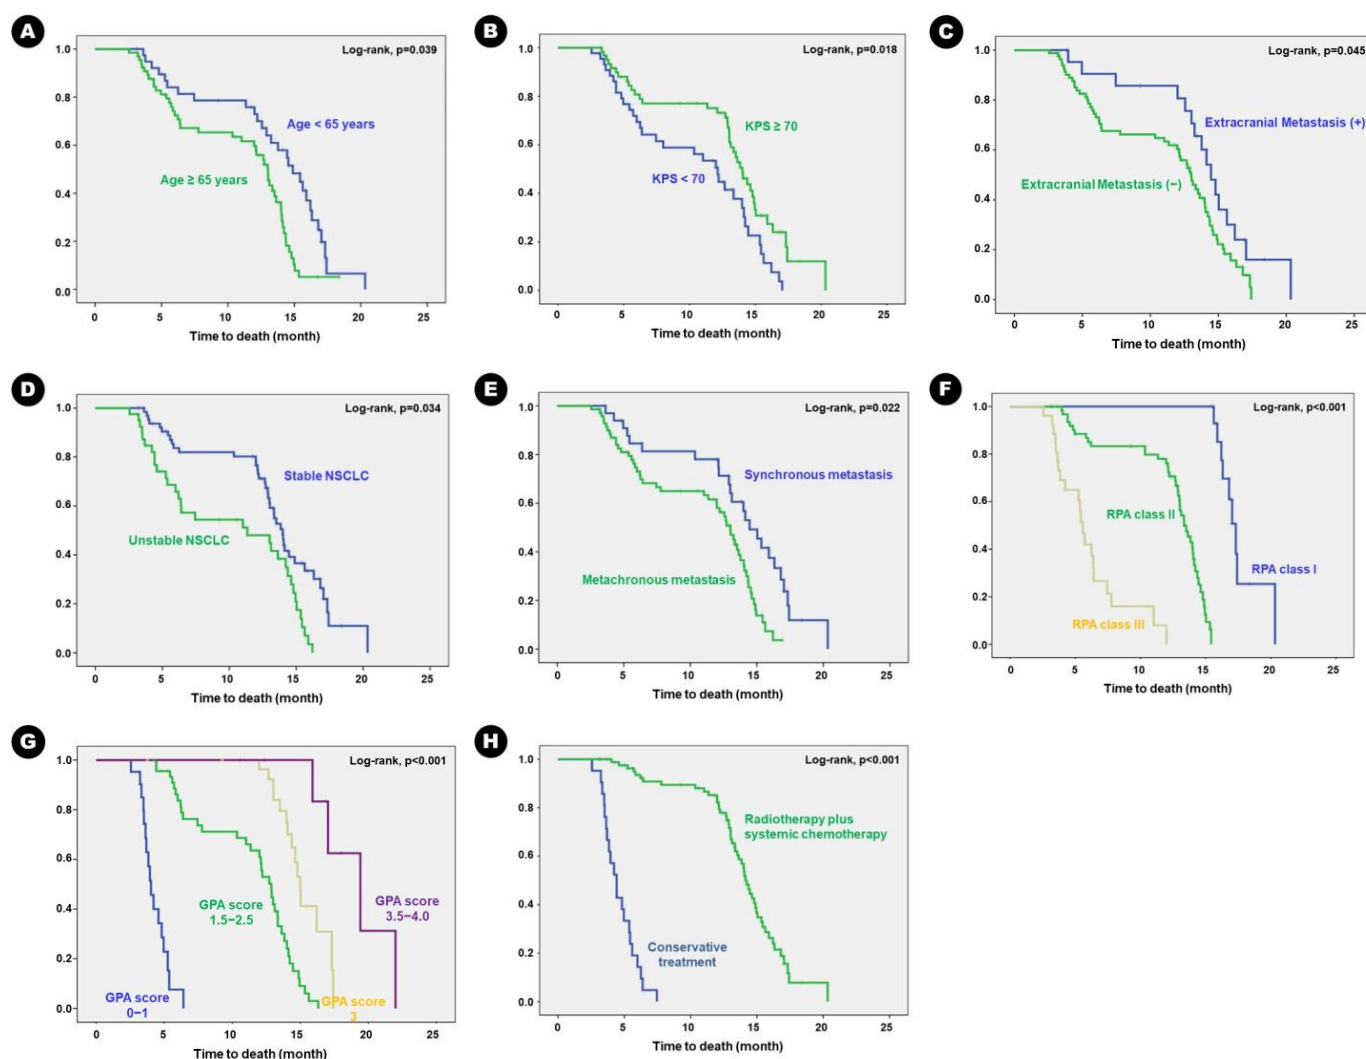 A
Log-rank, p=0.039
1.0
0.8
0.6
0.4
0.2
0.0
Age < 65 years
Age ≥ 65 years
0 5 10 15 20 25
Time to death (month)
B
Log-rank, p=0.018
1.0
0.8
0.6
0.4
0.2
0.0
KPS ≥ 70
KPS < 70
0 5 10 15 20 25
Time to death (month)
C
Log-rank, p=0.045
1.0
0.8
0.6
0.4
0.2
0.0
Extracranial Metastasis (+)
Extracranial Metastasis (−)
0 5 10 15 20 25
Time to death (month)
D
Log-rank, p=0.034
1.0
0.8
0.6
0.4
0.2
0.0
Stable NSCLC
Unstable NSCLC
0 5 10 15 20 25
Time to death (month)
E
Log-rank, p=0.022
1.0
0.8
0.6
0.4
0.2
0.0
Synchronous metastasis
Metachronous metastasis
0 5 10 15 20 25
Time to death (month)
F
Log-rank, p<0.001
1.0
0.8
0.6
0.4
0.2
0.0
RPA class II
RPA class I
RPA class III
0 5 10 15 20 25
Time to death (month)
G
Log-rank, p<0.001
1.0
0.8
0.6
0.4
0.2
0.0
GPA score
3.5−4.0
GPA score
1.5−2.5
GPA score
0−1
GPA score
3
0 5 10 15 20 25
Time to death (month)
H
Log-rank, p<0.001
1.0
0.8
0.6
0.4
0.2
0.0
Radiotherapy plus
systemic chemotherapy
Conservative
treatment
0 5 10 15 20 25
Time to death (month)